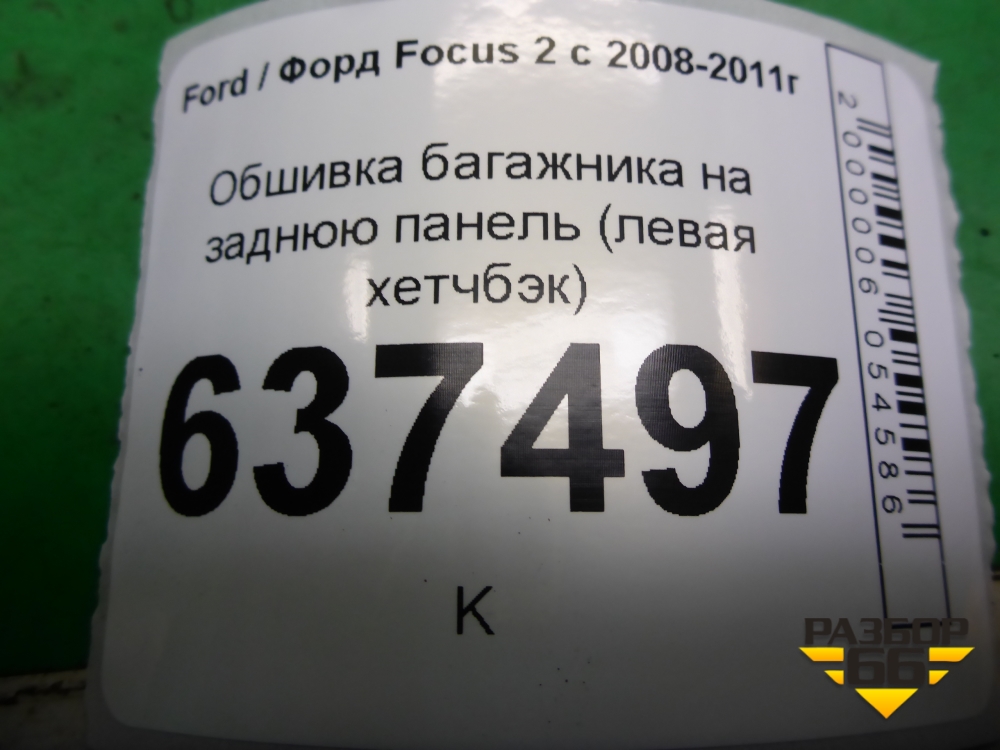 Ford / Форд Focus 2 с 2008-2011г
Обшивка багажника на
заднюю панель (левая
хетчбэк)
637497
К
2000006054586
РАЗБОР
66